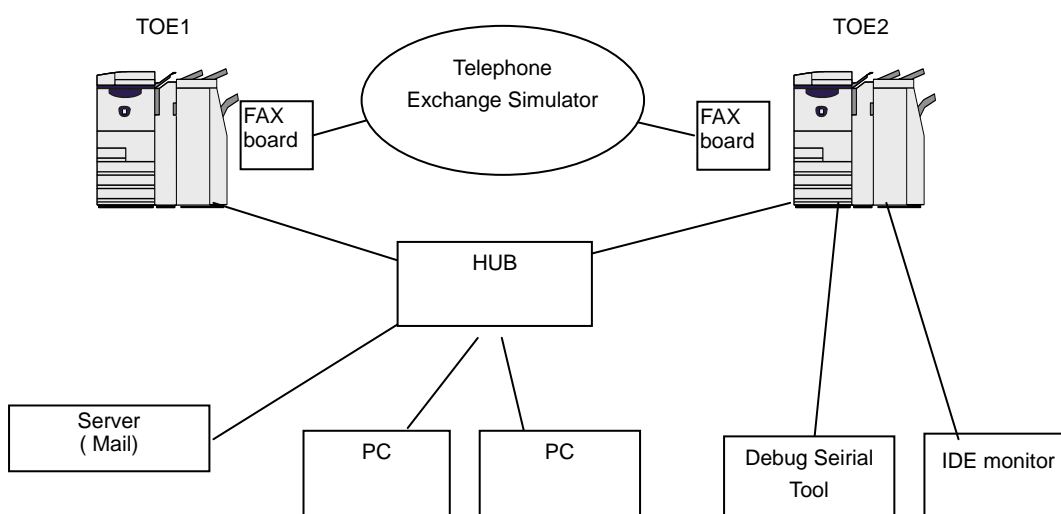 TOE1
TOE2
Telephone
Exchange Simulator
FAX
board
FAX
board
HUB
Server
( Mail)
PC
PC
Debug Seirial
Tool
IDE monitor